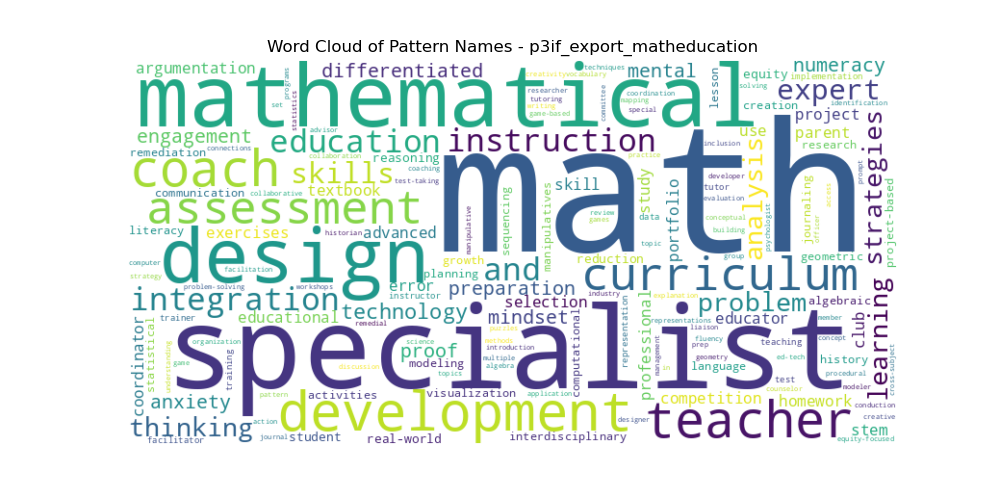 Word Cloud of Pattern Names - p3if_export_matheducation
mathematical
math
specialist
design
development
teacher
curriculum
coach
assessment
instruction
education
skills
integration
technology
thinking
expert
strategies
learning
analysis
problem
and
preparation
proof
anxiety
differentiated
numeracy
mental
argumentation
engagement
equity
creation
project
parent
research
use
lesson
implementation
identification
solving
coordination
mapping
special
techniques
creativity
vocabulary
researcher
tutoring
writing
game-based
committee
programs
set
statistics
advisor
remediation
connections
collaboration
reasoning
coaching
test-taking
communication
collaborative
textbook
literacy
exercises
historian
advanced
manipulative
sequencing
manipulatives
skill
study
practice
inclusion
developer
tutor
evaluation
review
games
data
conceptual
building
topic
portfolio
group
psychologist
journaling
officer
access
prompt
project-based
geometric
reduction
growth
planning
error
instructor
facilitation
computer
strategy
problem-solving
workshops
selection
industry
mindset
educational
remedial
trainer
coordinator
statistical
organization
understanding
game
training
science
modeling
topics
discussion
pattern
activities
visualization
puzzles
methods
introduction
multiple
algebra
application
computational
representation
professional
explanation
representations
liaison
fluency
prep
geometry
management
in
language
educator
teaching
ed-tech
test
counselor
member
concept
club
algebraic
history
procedural
modeler
cross-subject
conduction
creative
homework
competition
designer
interdisciplinary
real-world
student
journal
action
facilitator
stem
equity-focused